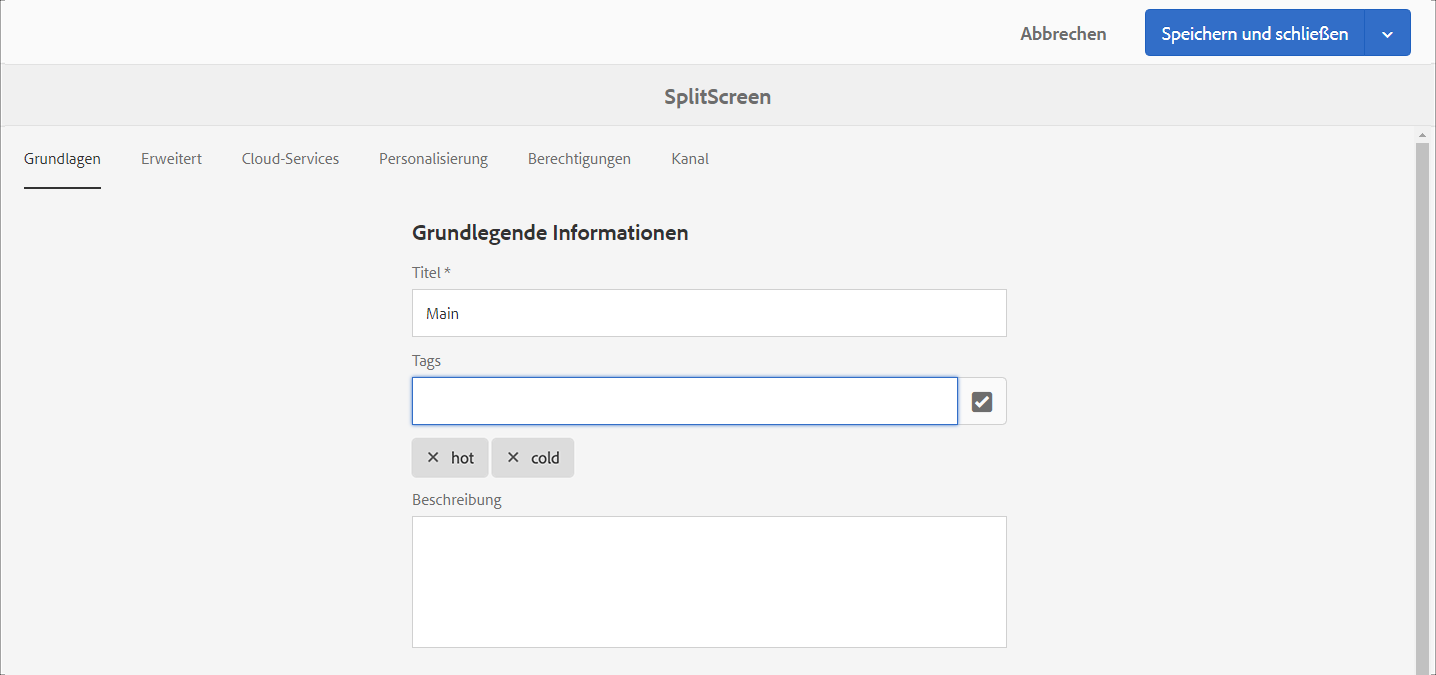 Abbrechen Speichern und schließen
SplitScreen
Grundlagen Erweitert Cloud-Services Personalisierung Berechtigungen Kanal
Grundlegende Informationen
Titel *
Main
Tags
hot cold
Beschreibung